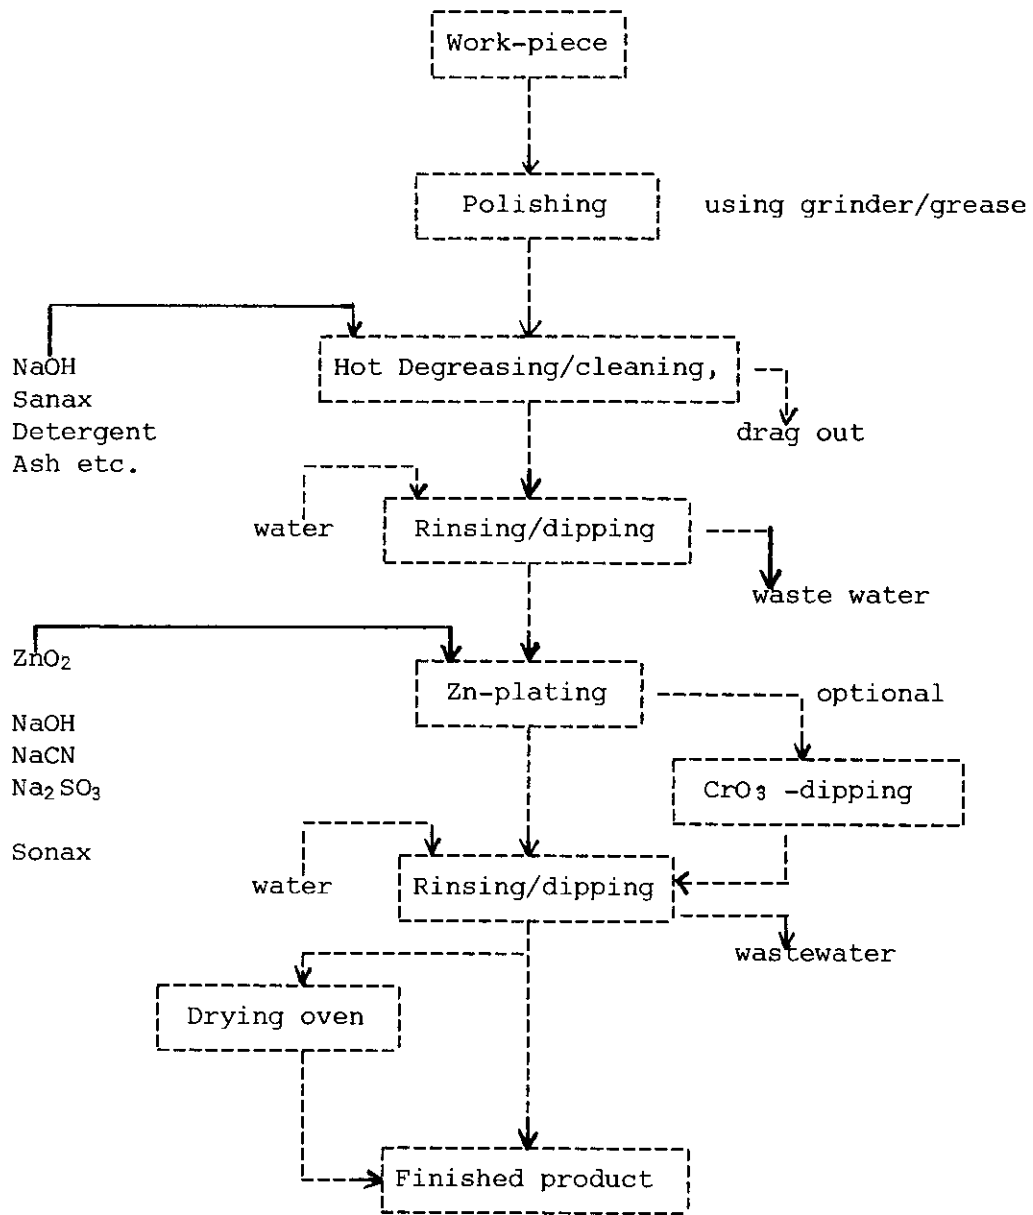 Work-piece
Polishing
using grinder/grease
NaOH
Sanax
Detergent
Ash etc.
Hot Degreasing/cleaning,
drag out
water
Rinsing/dipping
waste water
ZnO₂
NaOH
NaCN
Na₂SO₃
Sonax
Zn-plating
optional
CrO₃ -dipping
water
Rinsing/dipping
wastewater
Drying oven
Finished product